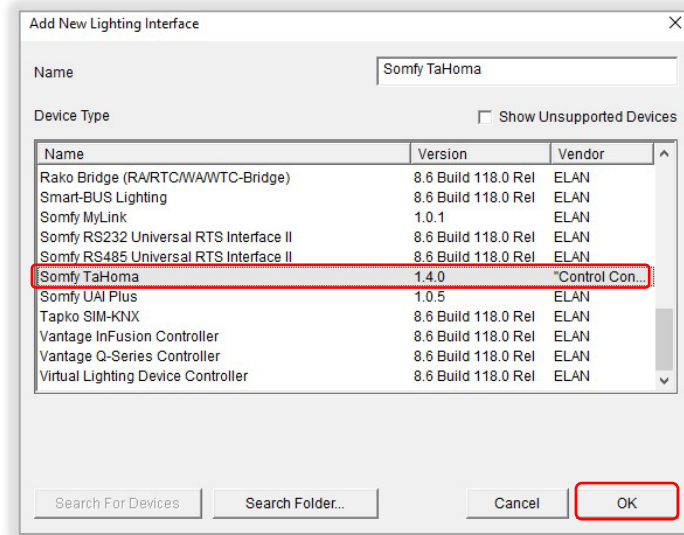 Add New Lighting Interface
Name Somfy TaHoma
Device Type Show Unsupported Devices
Name Version Vendor
Rako Bridge (RA/RTC/WA/WTC-Bridge) 8.6 Build 118.0 Rel ELAN
Smart-BUS Lighting 8.6 Build 118.0 Rel ELAN
Somfy MyLink 1.0.1 ELAN
Somfy RS232 Universal RTS Interface II 8.6 Build 118.0 Rel ELAN
Somfy RS485 Universal RTS Interface II 8.6 Build 118.0 Rel ELAN
Somfy TaHoma 1.4.0 "Control Con...
Somfy UAI Plus 1.0.5 ELAN
Tapko SIM-KNX 8.6 Build 118.0 Rel ELAN
Vantage InFusion Controller 8.6 Build 118.0 Rel ELAN
Vantage Q-Series Controller 8.6 Build 118.0 Rel ELAN
Virtual Lighting Device Controller 8.6 Build 118.0 Rel ELAN
Search For Devices Search Folder... Cancel OK